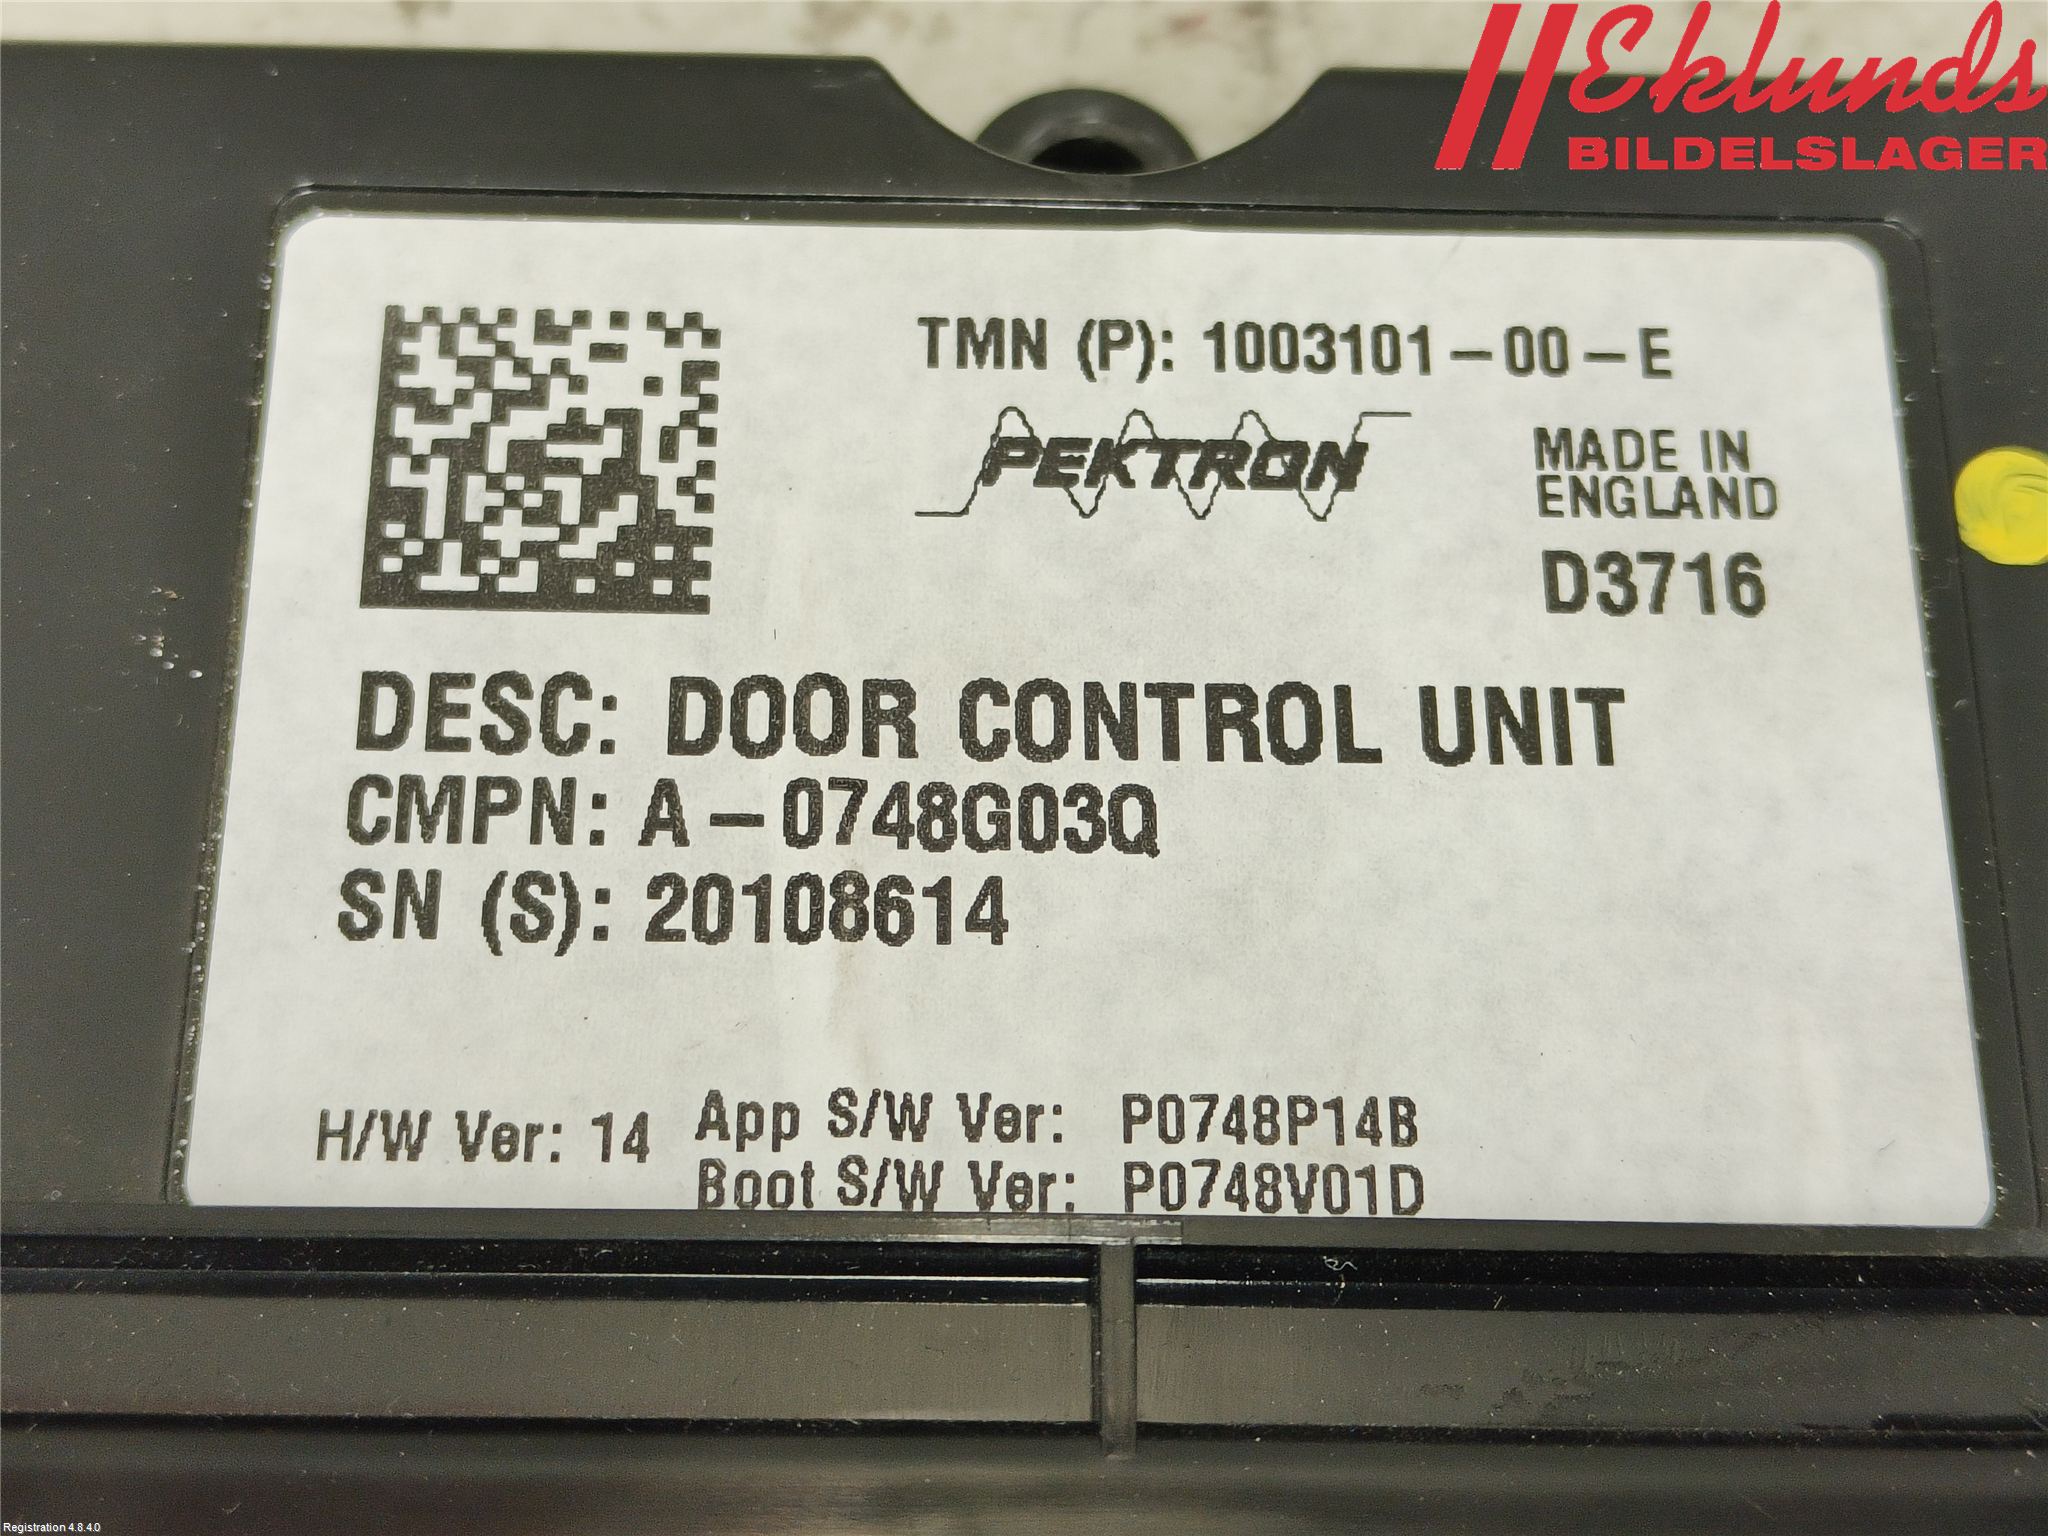 Eklunds
BILDELSLAGER
TMN (P): 1003101-00-E
PEKTRON
MADE IN
ENGLAND
D3716
DESC: DOOR CONTROL UNIT
CMPN: A-0748G03Q
SN (S): 20108614
H/W Ver: 14
App S/W Ver: P0748P14B
Boot S/W Ver: P0748V01D
Registration 4.8.4.0